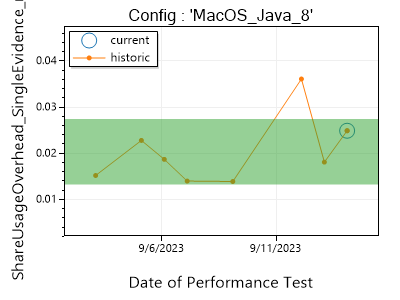 Config : 'MacOS_Java_8'
current
historic
0.04
0.03
0.02
0.01
9/6/2023
9/11/2023
Date of Performance Test
ShareUsageOverhead_SingleEvidence_